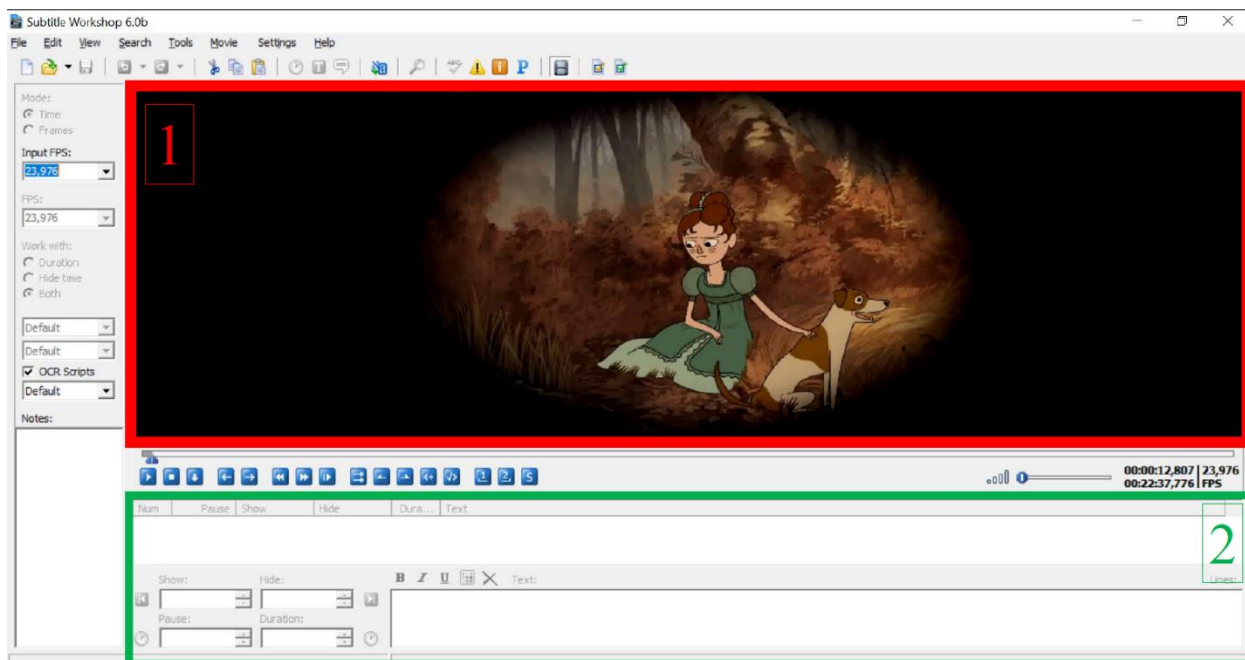 Subtitle Workshop 6.0b
File Edit View Search Tools Movie Settings Help
P
Mode:
Time
Frames
Input FPS:
23,976
FPS:
23,976
Work with:
Duration
Hide time
Both
Default
Default
OCR Scripts
Default
Notes:
1
1 2 S
00:00:12,807 23,976
00:22:37,776 FPS
Num Pause Show Hide Dura... Text
2
Show: Hide: B I U Text: Lines:
Pause: Duration: